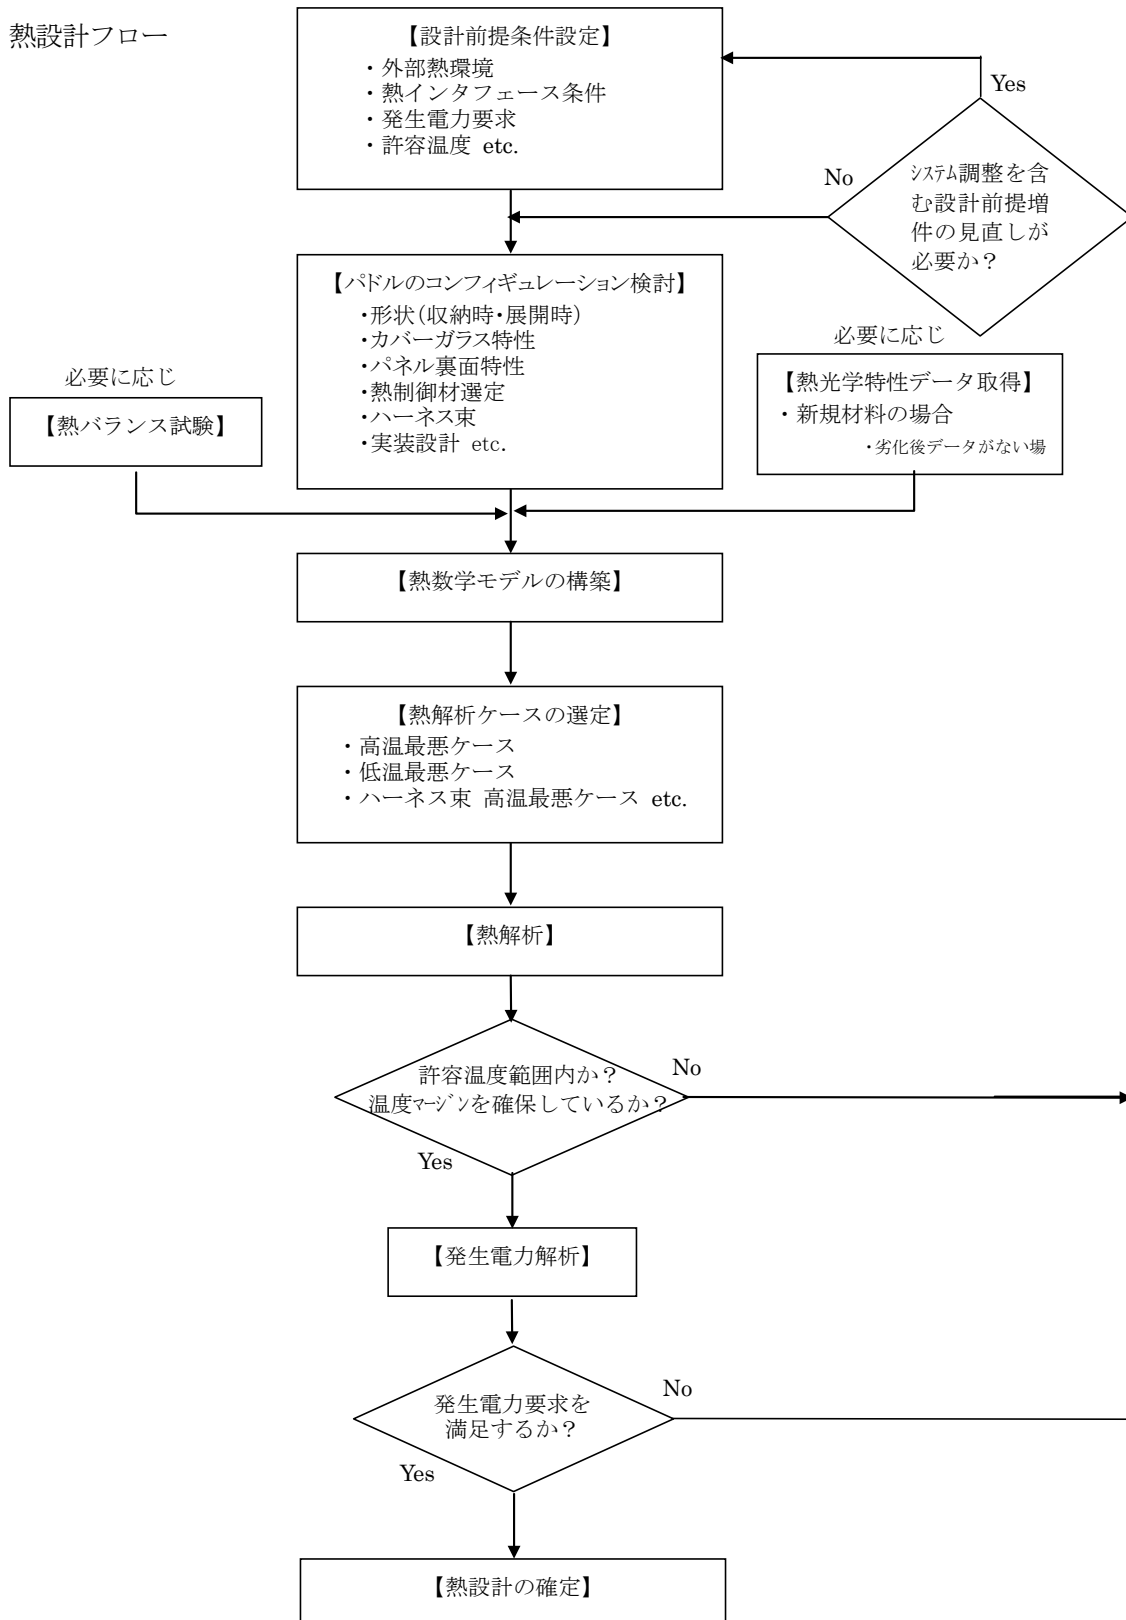 熱設計フロー
【設計前提条件設定】
・外部熱環境
・熱インタフェース条件
・発生電力要求
・許容温度 etc.
Yes
No
システム調整を含
む設計前提増
件の見直しが
必要か？
【パドルのコンフィギュレーション検討】
・形状（収納時・展開時）
・カバーガラス特性
・パネル裏面特性
・熱制御材選定
・ハーネス束
・実装設計 etc.
必要に応じ
【熱バランス試験】
必要に応じ
【熱光学特性データ取得】
・新規材料の場合
・劣化後データがない場
【熱数学モデルの構築】
【熱解析ケースの選定】
・高温最悪ケース
・低温最悪ケース
・ハーネス束 高温最悪ケース etc.
【熱解析】
許容温度範囲内か？
温度マージンを確保しているか？
No
Yes
【発生電力解析】
発生電力要求を
満足するか？
No
Yes
【熱設計の確定】